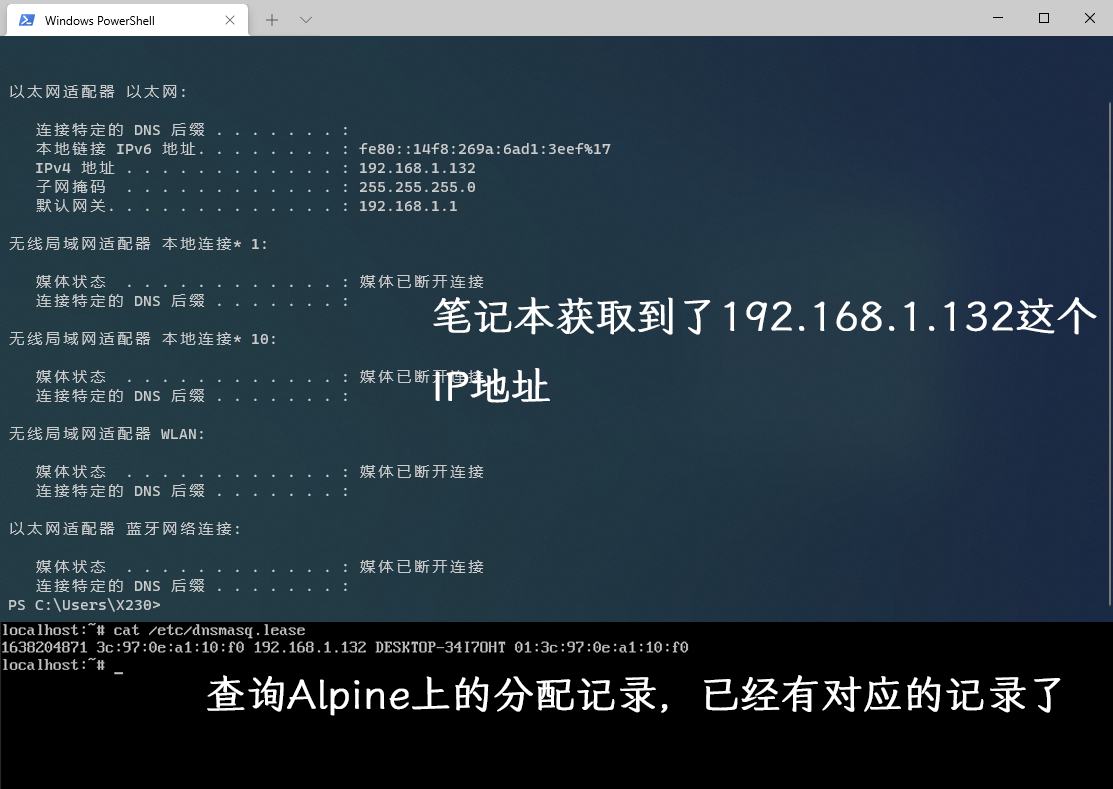 Windows PowerShell
以太网适配器 以太网:
连接特定的 DNS 后缀 . . . . . . . :
本地链接 IPv6 地址. . . . . . . . : fe80::14f8:269a:6ad1:3eef%17
IPv4 地址 . . . . . . . . . . . . : 192.168.1.132
子网掩码  . . . . . . . . . . . . : 255.255.255.0
默认网关. . . . . . . . . . . . . : 192.168.1.1
无线局域网适配器 本地连接* 1:
媒体状态  . . . . . . . . . . . . : 媒体已断开连接
连接特定的 DNS 后缀 . . . . . . . :
笔记本获取到了192.168.1.132这个
IP地址
无线局域网适配器 本地连接* 10:
媒体状态  . . . . . . . . . . . . : 媒体已断开连接
连接特定的 DNS 后缀 . . . . . . . :
无线局域网适配器 WLAN:
媒体状态  . . . . . . . . . . . . : 媒体已断开连接
连接特定的 DNS 后缀 . . . . . . . :
以太网适配器 蓝牙网络连接:
媒体状态  . . . . . . . . . . . . : 媒体已断开连接
连接特定的 DNS 后缀 . . . . . . . :
PS C:\Users\X230>
localhost:~# cat /etc/dnsmasq.lease
1638204871 3c:97:0e:a1:10:f0 192.168.1.132 DESKTOP-34I7OHT 01:3c:97:0e:a1:10:f0
localhost:~# _
查询Alpine上的分配记录，已经有对应的记录了